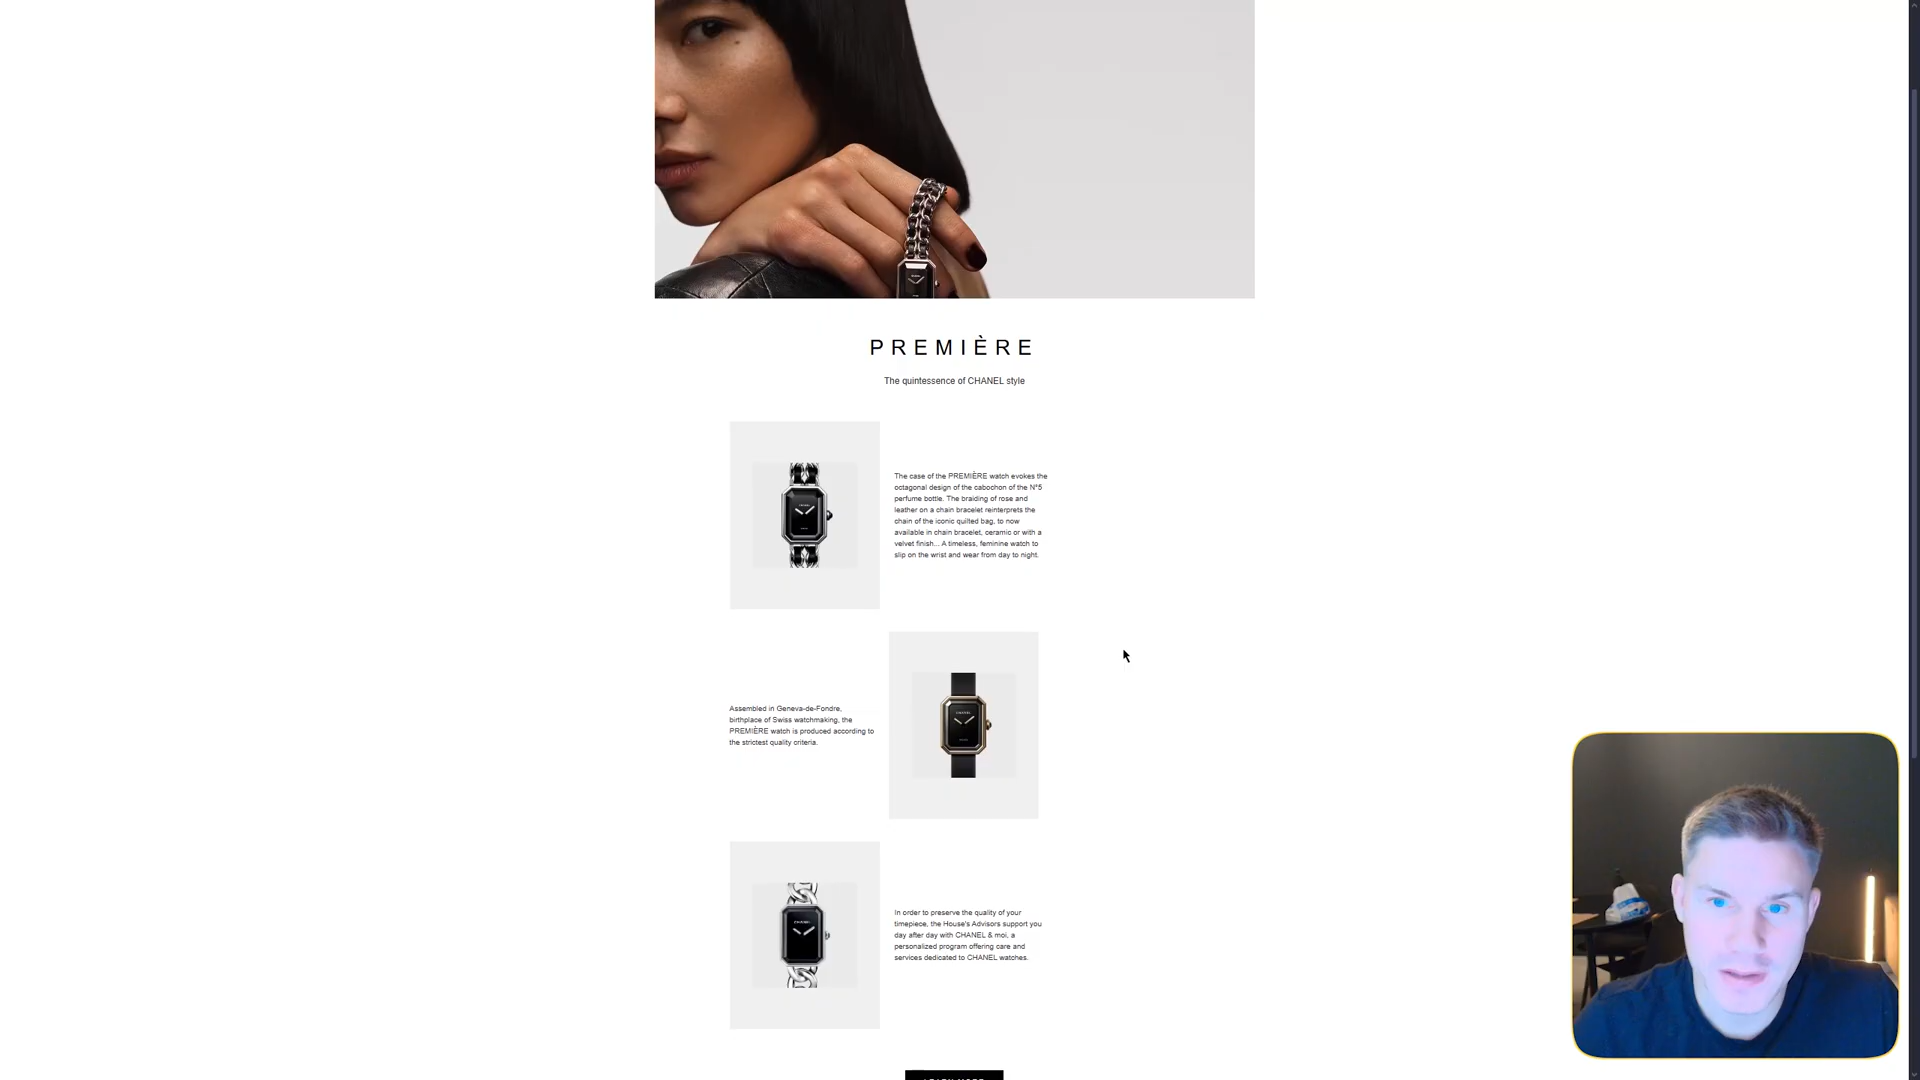 PREMIÈRE
The quintessence of CHANEL style
The case of the PREMIÈRE watch evokes the
octagonal design of the cabochon of the N°5
perfume bottle. The braiding of rose and
leather on a chain bracelet reinterprets the
chain of the iconic quilted bag, to now
available in chain bracelet, ceramic or with a
velvet finish... A timeless, feminine watch to
slip on the wrist and wear from day to night.
CHANEL
Assembled in Geneva-de-Fondre,
birthplace of Swiss watchmaking, the
PREMIÈRE watch is produced according to
the strictest quality criteria.
CHANEL
In order to preserve the quality of your
timepiece, the House's Advisors support you
day after day with CHANEL & moi, a
personalized program offering care and
services dedicated to CHANEL watches.